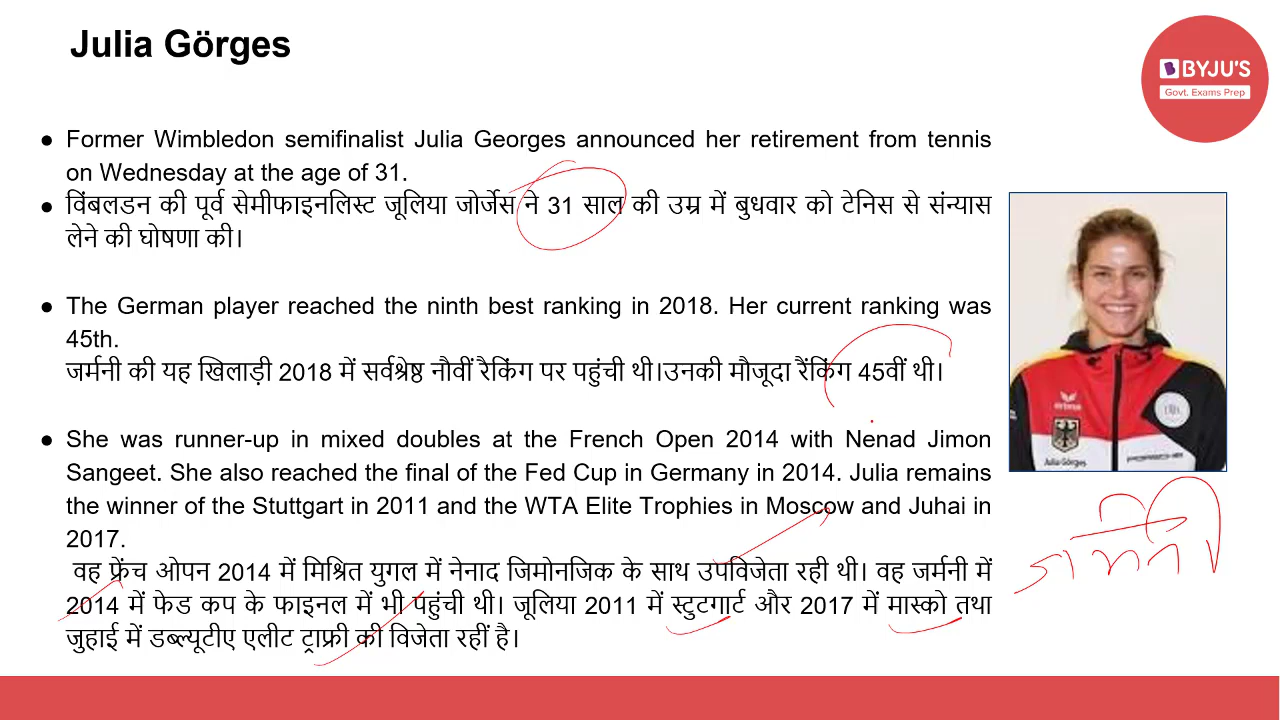 Julia Görges
BYJU'S
Govt. Exams Prep
● Former Wimbledon semifinalist Julia Georges announced her retirement from tennis
on Wednesday at the age of 31.
● विंबलडन की पूर्व सेमीफाइनलिस्ट जूलिया जोर्जेस ने 31 साल की उम्र में बुधवार को टेनिस से संन्यास
लेने की घोषणा की।
● The German player reached the ninth best ranking in 2018. Her current ranking was
45th.
जर्मनी की यह खिलाड़ी 2018 में सर्वश्रेष्ठ नौवीं रैकिंग पर पहुंची थी।उनकी मौजूदा रैंकिंग 45वीं थी।
● She was runner-up in mixed doubles at the French Open 2014 with Nenad Jimon
Sangeet. She also reached the final of the Fed Cup in Germany in 2014. Julia remains
the winner of the Stuttgart in 2011 and the WTA Elite Trophies in Moscow and Juhai in
2017.
वह फ्रेंच ओपन 2014 में मिश्रित युगल में नेनाद जिमोनजिक के साथ उपविजेता रही थी। वह जर्मनी में
2014 में फेड कप के फाइनल में भी पहुंची थी। जूलिया 2011 में स्टुटगार्ट और 2017 में मास्को तथा
जुहाई में डब्ल्यूटीए एलीट ट्राफ्री की विजेता रहीं है।
erima
Julia Görges
PORSCHE
जर्मनी